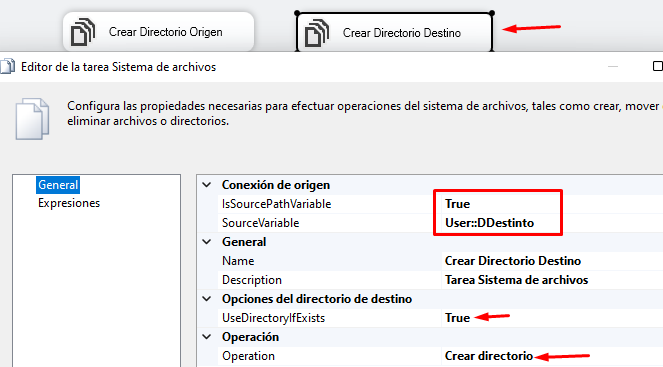 Crear Directorio Origen
Crear Directorio Destino
Editor de la tarea Sistema de archivos
Configura las propiedades necesarias para efectuar operaciones del sistema de archivos, tales como crear, mover
eliminar archivos o directorios.
General
Expresiones
Conexión de origen
IsSourcePathVariable True
SourceVariable User::DDestinto
General
Name Crear Directorio Destino
Description Tarea Sistema de archivos
Opciones del directorio de destino
UseDirectoryIfExists True
Operación
Operation Crear directorio